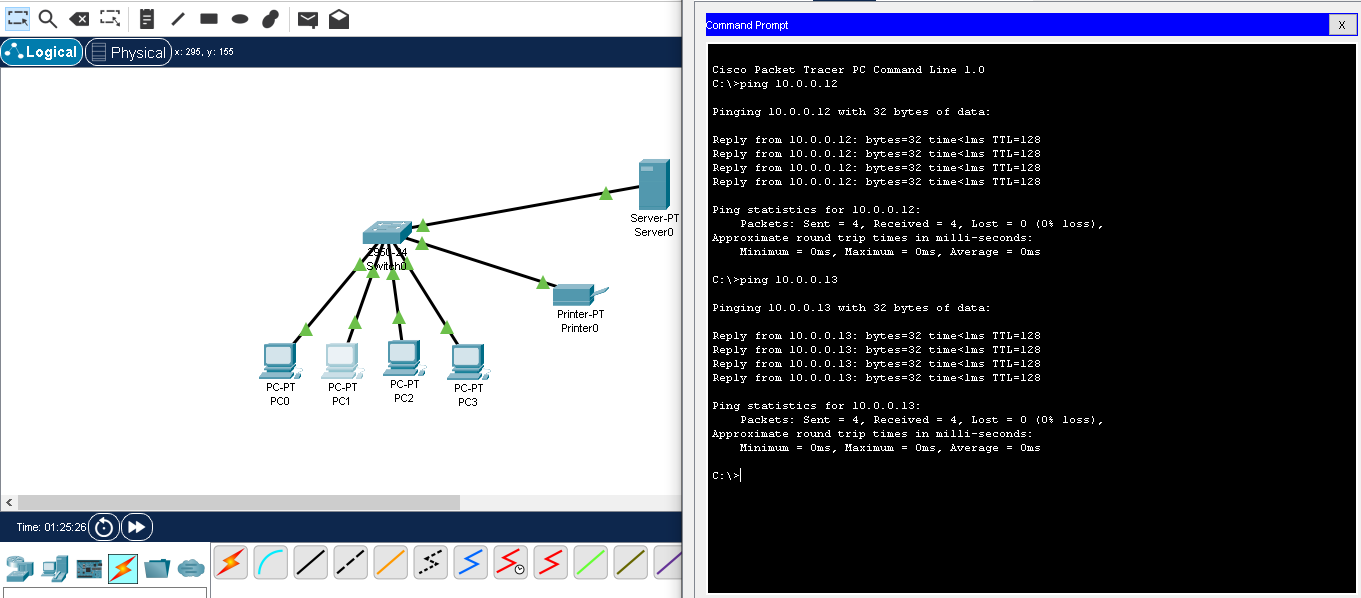 Logical
Physical
x: 295, y: 155
Server-PT
Server0
2950-24
Switch0
Printer-PT
Printer0
PC-PT
PC0
PC-PT
PC1
PC-PT
PC2
PC-PT
PC3
Time: 01:25:26
Command Prompt
X
Cisco Packet Tracer PC Command Line 1.0
C:\>ping 10.0.0.12
Pinging 10.0.0.12 with 32 bytes of data:
Reply from 10.0.0.12: bytes=32 time<1ms TTL=128
Reply from 10.0.0.12: bytes=32 time<1ms TTL=128
Reply from 10.0.0.12: bytes=32 time<1ms TTL=128
Reply from 10.0.0.12: bytes=32 time<1ms TTL=128
Ping statistics for 10.0.0.12:
Packets: Sent = 4, Received = 4, Lost = 0 (0% loss),
Approximate round trip times in milli-seconds:
Minimum = 0ms, Maximum = 0ms, Average = 0ms
C:\>ping 10.0.0.13
Pinging 10.0.0.13 with 32 bytes of data:
Reply from 10.0.0.13: bytes=32 time<1ms TTL=128
Reply from 10.0.0.13: bytes=32 time<1ms TTL=128
Reply from 10.0.0.13: bytes=32 time<1ms TTL=128
Reply from 10.0.0.13: bytes=32 time<1ms TTL=128
Ping statistics for 10.0.0.13:
Packets: Sent = 4, Received = 4, Lost = 0 (0% loss),
Approximate round trip times in milli-seconds:
Minimum = 0ms, Maximum = 0ms, Average = 0ms
C:\>